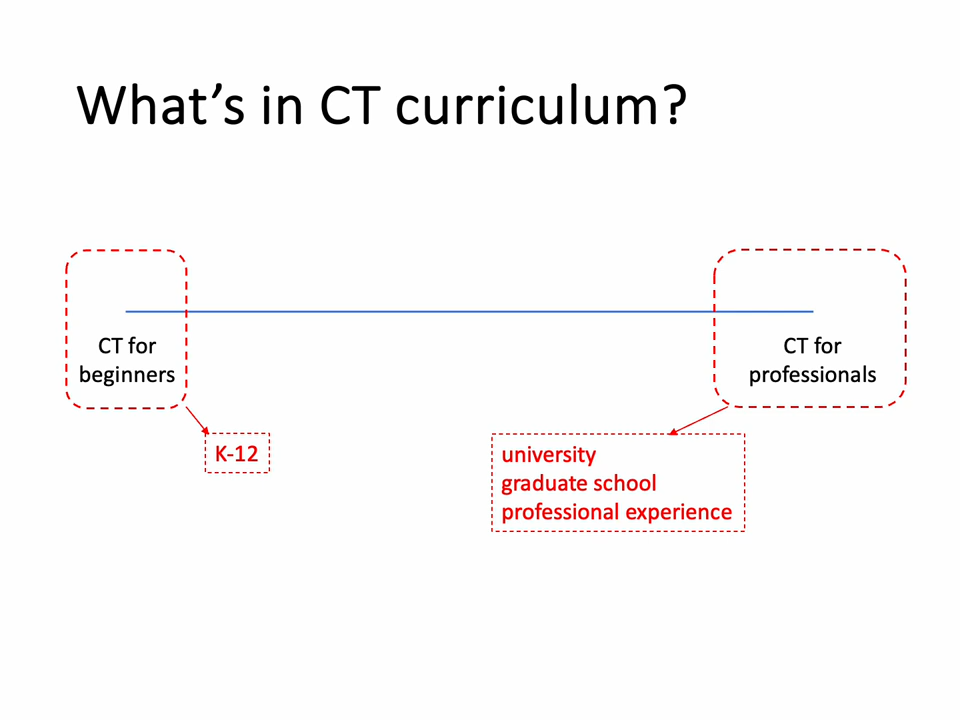 What’s in CT curriculum?
CT for
beginners
CT for
professionals
K-12
university
graduate school
professional experience